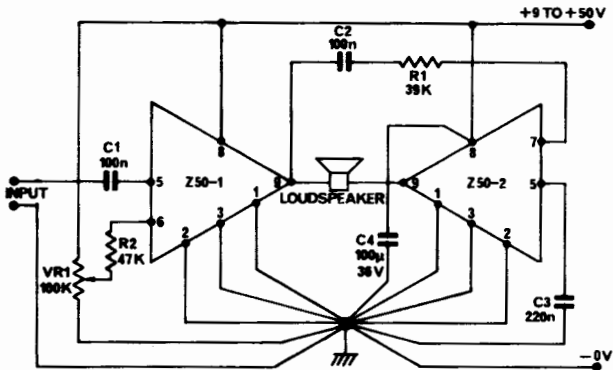 +9 TO +50V
C2
100n
R1
39K
C1
100n
8
8
7
5
Z50-1
9
LOUDSPEAKER
9
Z50-2
5
INPUT
6
1
1
3
3
2
2
R2
47K
C4
100μ
36V
VR1
100K
C3
220n
-0V